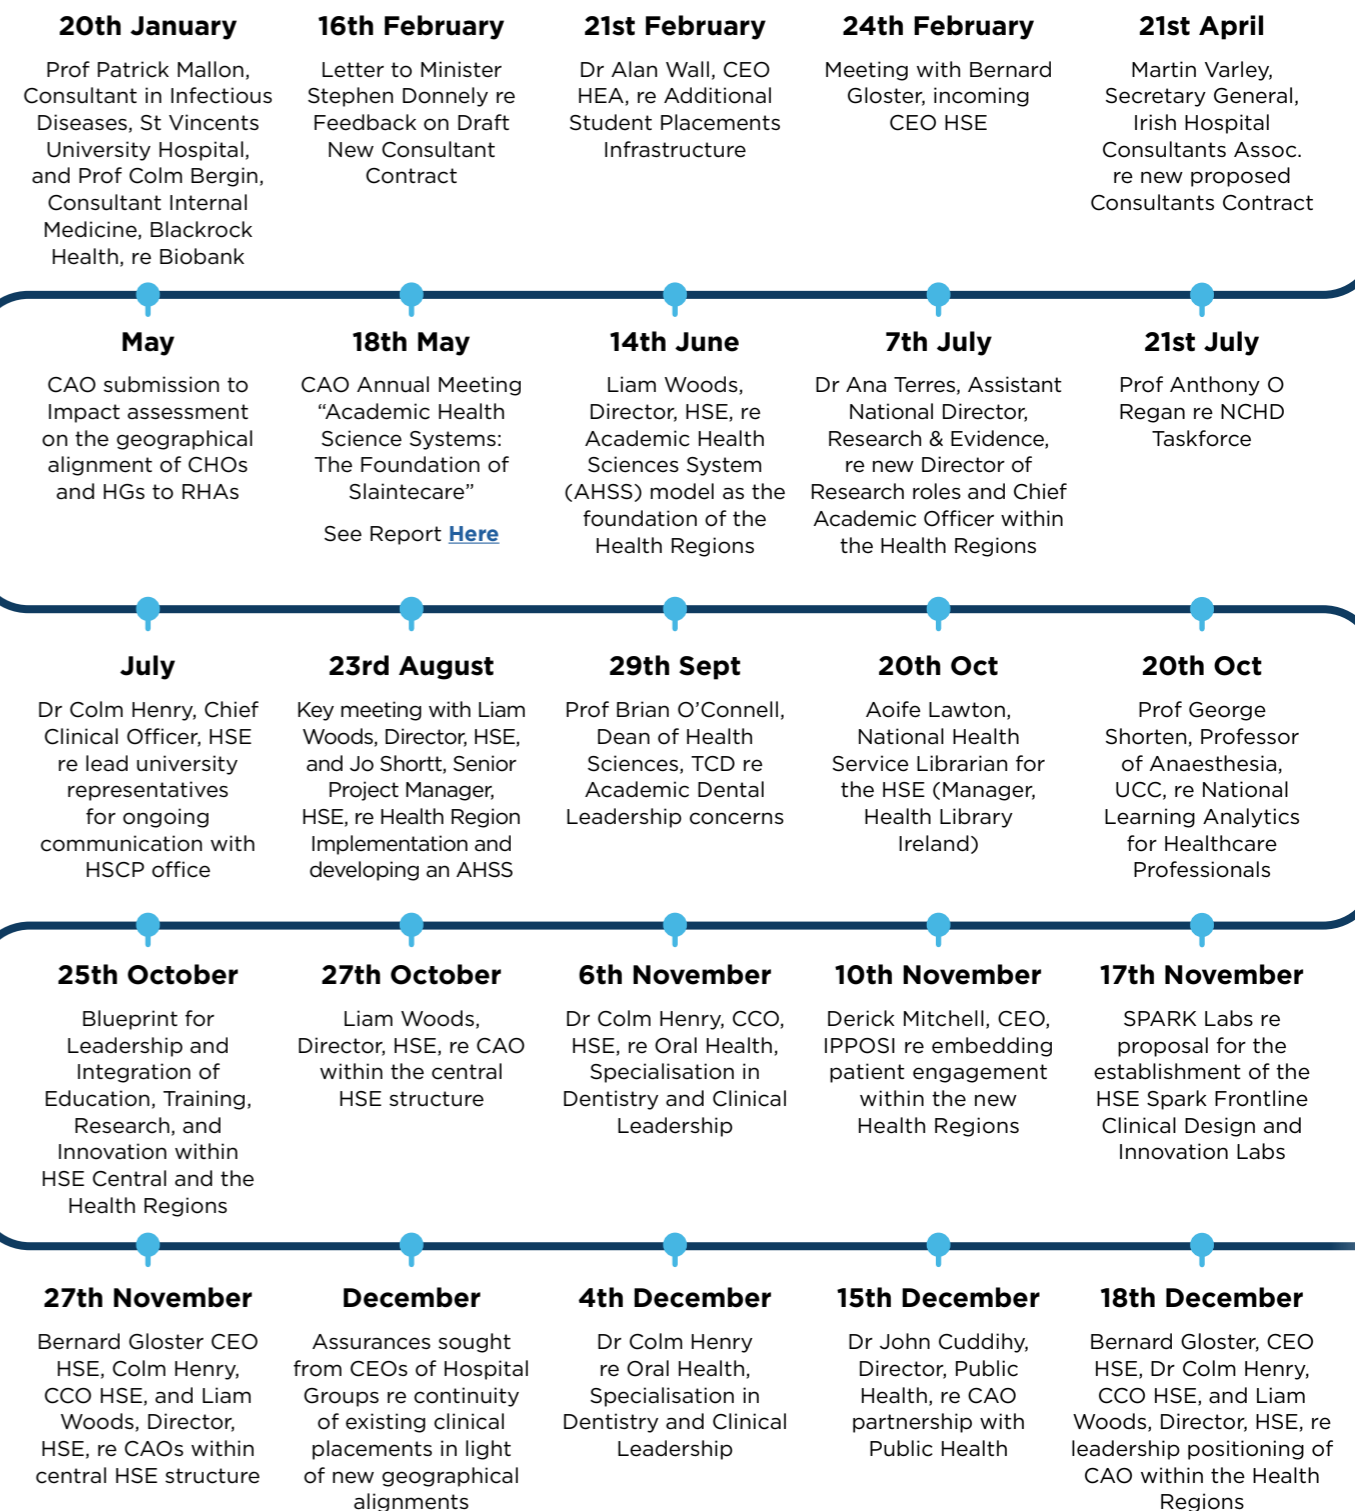 20th January
Prof Patrick Mallon,
Consultant in Infectious
Diseases, St Vincents
University Hospital,
and Prof Colm Bergin,
Consultant Internal
Medicine, Blackrock
Health, re Biobank
16th February
Letter to Minister
Stephen Donnely re
Feedback on Draft
New Consultant
Contract
21st February
Dr Alan Wall, CEO
HEA, re Additional
Student Placements
Infrastructure
24th February
Meeting with Bernard
Gloster, incoming
CEO HSE
21st April
Martin Varley,
Secretary General,
Irish Hospital
Consultants Assoc.
re new proposed
Consultants Contract
May
CAO submission to
Impact assessment
on the geographical
alignment of CHOs
and HGs to RHAs
18th May
CAO Annual Meeting
“Academic Health
Science Systems:
The Foundation of
Slaintecare”
See Report Here
14th June
Liam Woods,
Director, HSE, re
Academic Health
Sciences System
(AHSS) model as the
foundation of the
Health Regions
7th July
Dr Ana Terres, Assistant
National Director,
Research & Evidence,
re new Director of
Research roles and Chief
Academic Officer within
the Health Regions
21st July
Prof Anthony O
Regan re NCHD
Taskforce
July
Dr Colm Henry, Chief
Clinical Officer, HSE
re lead university
representatives
for ongoing
communication with
HSCP office
23rd August
Key meeting with Liam
Woods, Director, HSE,
and Jo Shortt, Senior
Project Manager,
HSE, re Health Region
Implementation and
developing an AHSS
29th Sept
Prof Brian O’Connell,
Dean of Health
Sciences, TCD re
Academic Dental
Leadership concerns
20th Oct
Aoife Lawton,
National Health
Service Librarian for
the HSE (Manager,
Health Library
Ireland)
20th Oct
Prof George
Shorten, Professor
of Anaesthesia,
UCC, re National
Learning Analytics
for Healthcare
Professionals
25th October
Blueprint for
Leadership and
Integration of
Education, Training,
Research, and
Innovation within
HSE Central and the
Health Regions
27th October
Liam Woods,
Director, HSE, re CAO
within the central
HSE structure
6th November
Dr Colm Henry, CCO,
HSE, re Oral Health,
Specialisation in
Dentistry and Clinical
Leadership
10th November
Derick Mitchell, CEO,
IPPOSI re embedding
patient engagement
within the new
Health Regions
17th November
SPARK Labs re
proposal for the
establishment of the
HSE Spark Frontline
Clinical Design and
Innovation Labs
27th November
Bernard Gloster CEO
HSE, Colm Henry,
CCO HSE, and Liam
Woods, Director,
HSE, re CAOs within
central HSE structure
December
Assurances sought
from CEOs of Hospital
Groups re continuity
of existing clinical
placements in light
of new geographical
alignments
4th December
Dr Colm Henry
re Oral Health,
Specialisation in
Dentistry and Clinical
Leadership
15th December
Dr John Cuddihy,
Director, Public
Health, re CAO
partnership with
Public Health
18th December
Bernard Gloster, CEO
HSE, Dr Colm Henry,
CCO HSE, and Liam
Woods, Director, HSE, re
leadership positioning of
CAO within the Health
Regions